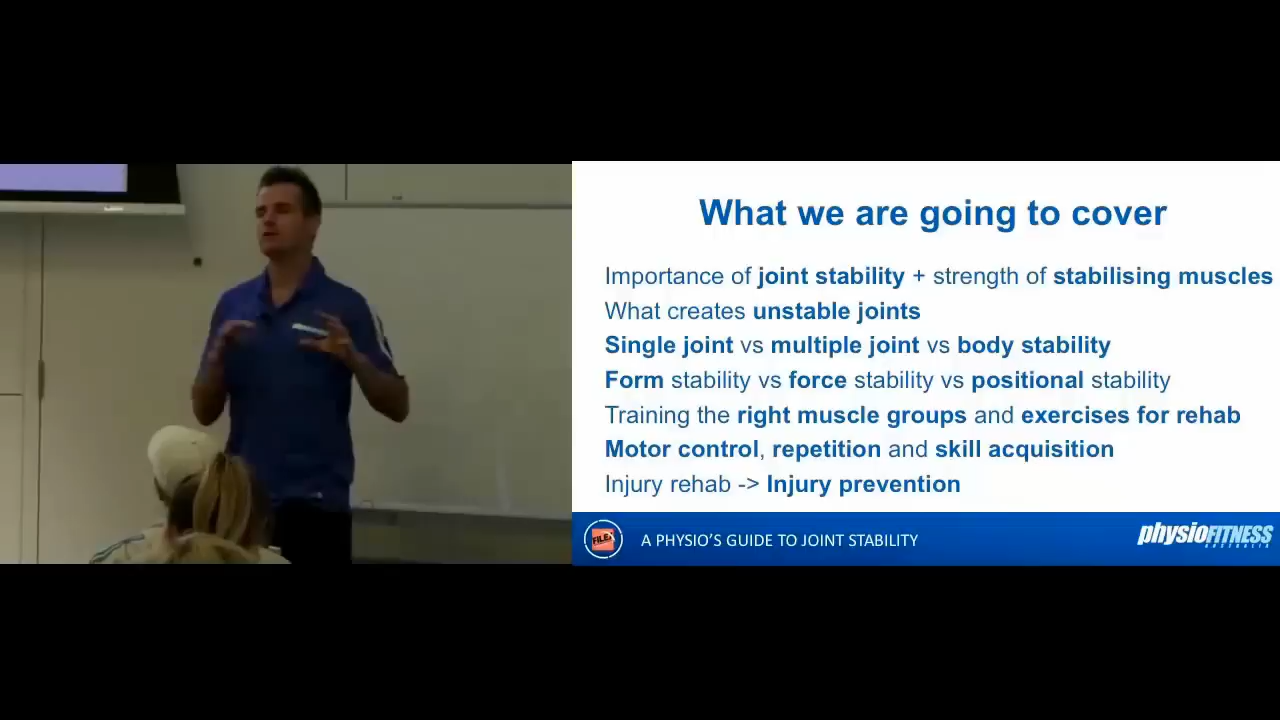 What we are going to cover
Importance of joint stability + strength of stabilising muscles
What creates unstable joints
Single joint vs multiple joint vs body stability
Form stability vs force stability vs positional stability
Training the right muscle groups and exercises for rehab
Motor control, repetition and skill acquisition
Injury rehab -> Injury prevention
FILEX
A PHYSIO’S GUIDE TO JOINT STABILITY
physioFITNESS
AUSTRALIA